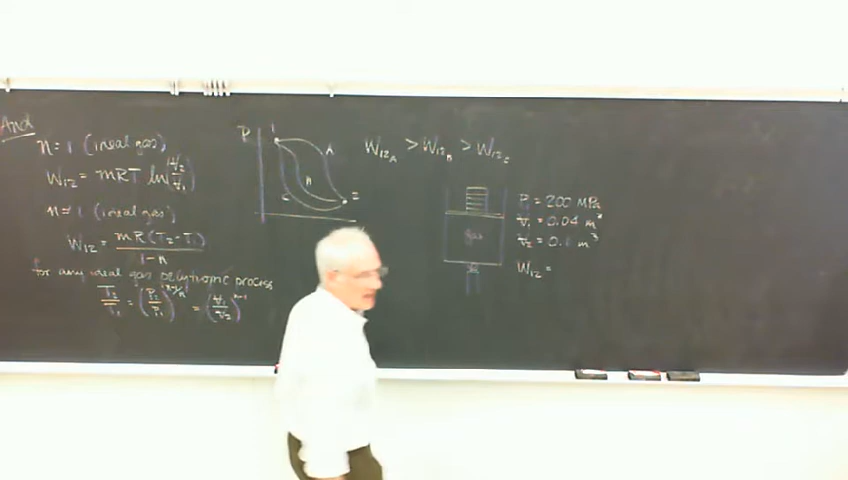 And
n = 1 (ideal gas)
W₁₂ = mRT ln(V₂/V₁)
n ≠ 1 (ideal gas)
W₁₂ = mR(T₂-T₁)/1-n
for any ideal gas polytropic process
T₂/T₁ = (P₂/P₁)^(n-1/n) = (V₁/V₂)^(n-1)
P
1
A
B
C
2
W₁₂A > W₁₂B > W₁₂C
gas
P₁ = 200 MPa
V₁ = 0.04 m³
V₂ = 0.1 m³
W₁₂ =